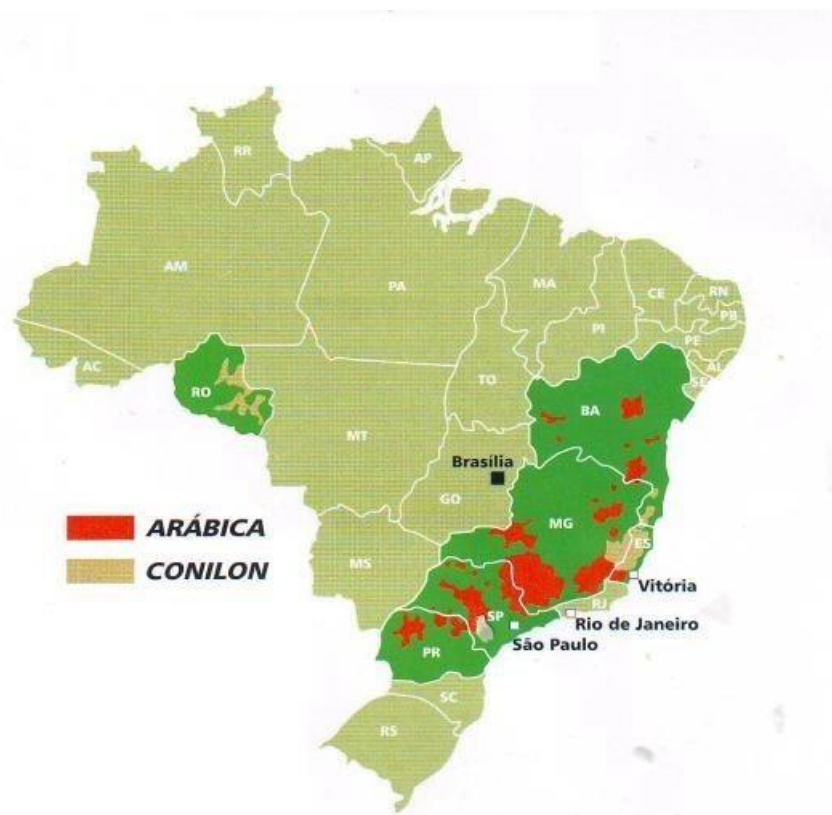 RR
AP
AM
PA
MA
CE
RN
PB
PI
PE
AL
SE
AC
RO
TO
BA
MT
Brasília
GO
MG
ARÁBICA
CONILON
ES
MS
Vitória
RJ
SP
Rio de Janeiro
São Paulo
PR
SC
RS